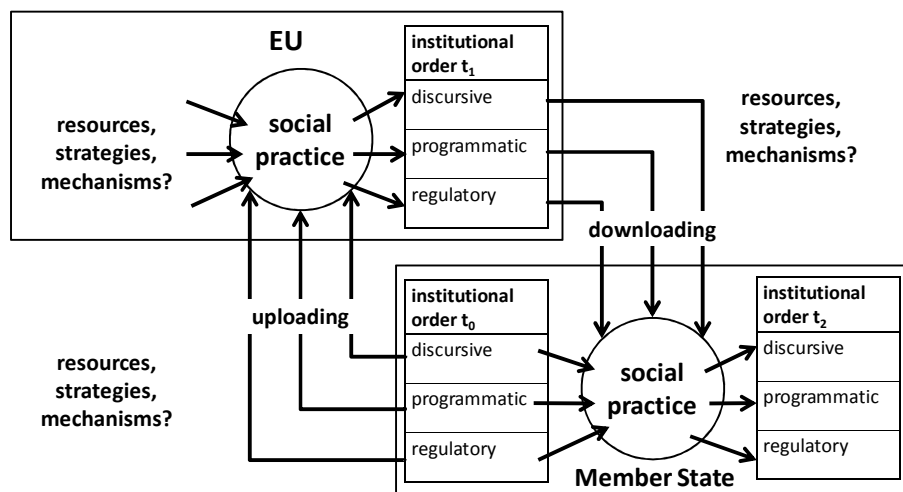 EU
institutional
order t₁
discursive
programmatic
regulatory
social
practice
resources,
strategies,
mechanisms?
resources,
strategies,
mechanisms?
downloading
uploading
resources,
strategies,
mechanisms?
institutional
order t₀
discursive
programmatic
regulatory
social
practice
Member State
institutional
order t₂
discursive
programmatic
regulatory